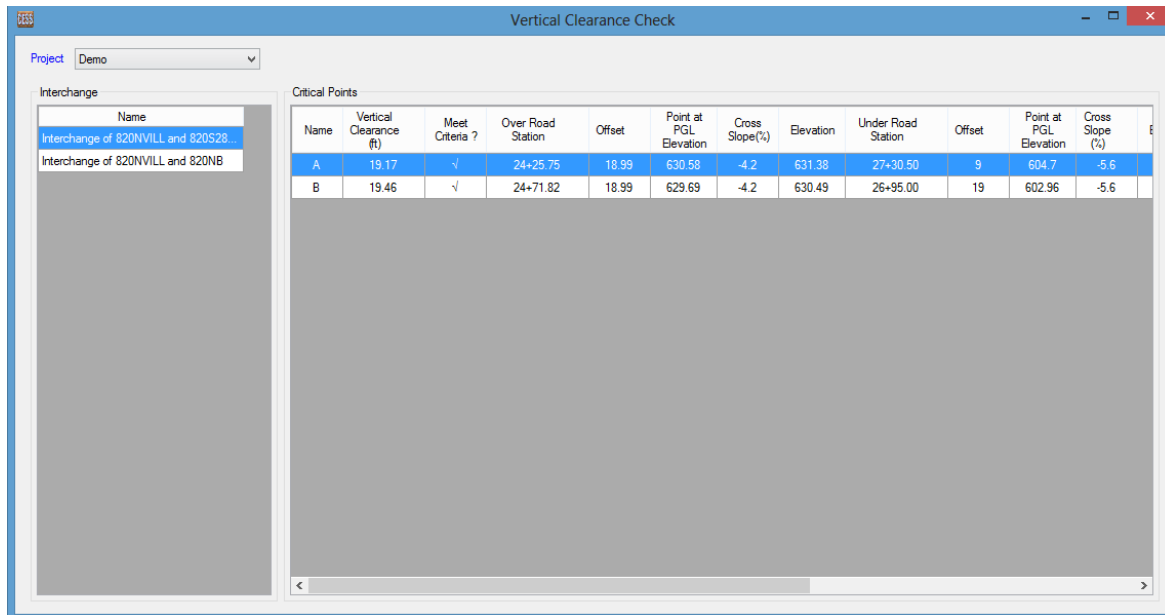 Vertical Clearance Check
Project Demo
Interchange
Name
Interchange of 820NVILL and 820S28...
Interchange of 820NVILL and 820NB
Critical Points
Name Vertical Clearance (ft) Meet Criteria ? Over Road Station Offset Point at PGL Elevation Cross Slope(%) Elevation Under Road Station Offset Point at PGL Elevation Cross Slope (%) E
A 19.17 √ 24+25.75 18.99 630.58 -4.2 631.38 27+30.50 9 604.7 -5.6
B 19.46 √ 24+71.82 18.99 629.69 -4.2 630.49 26+95.00 19 602.96 -5.6